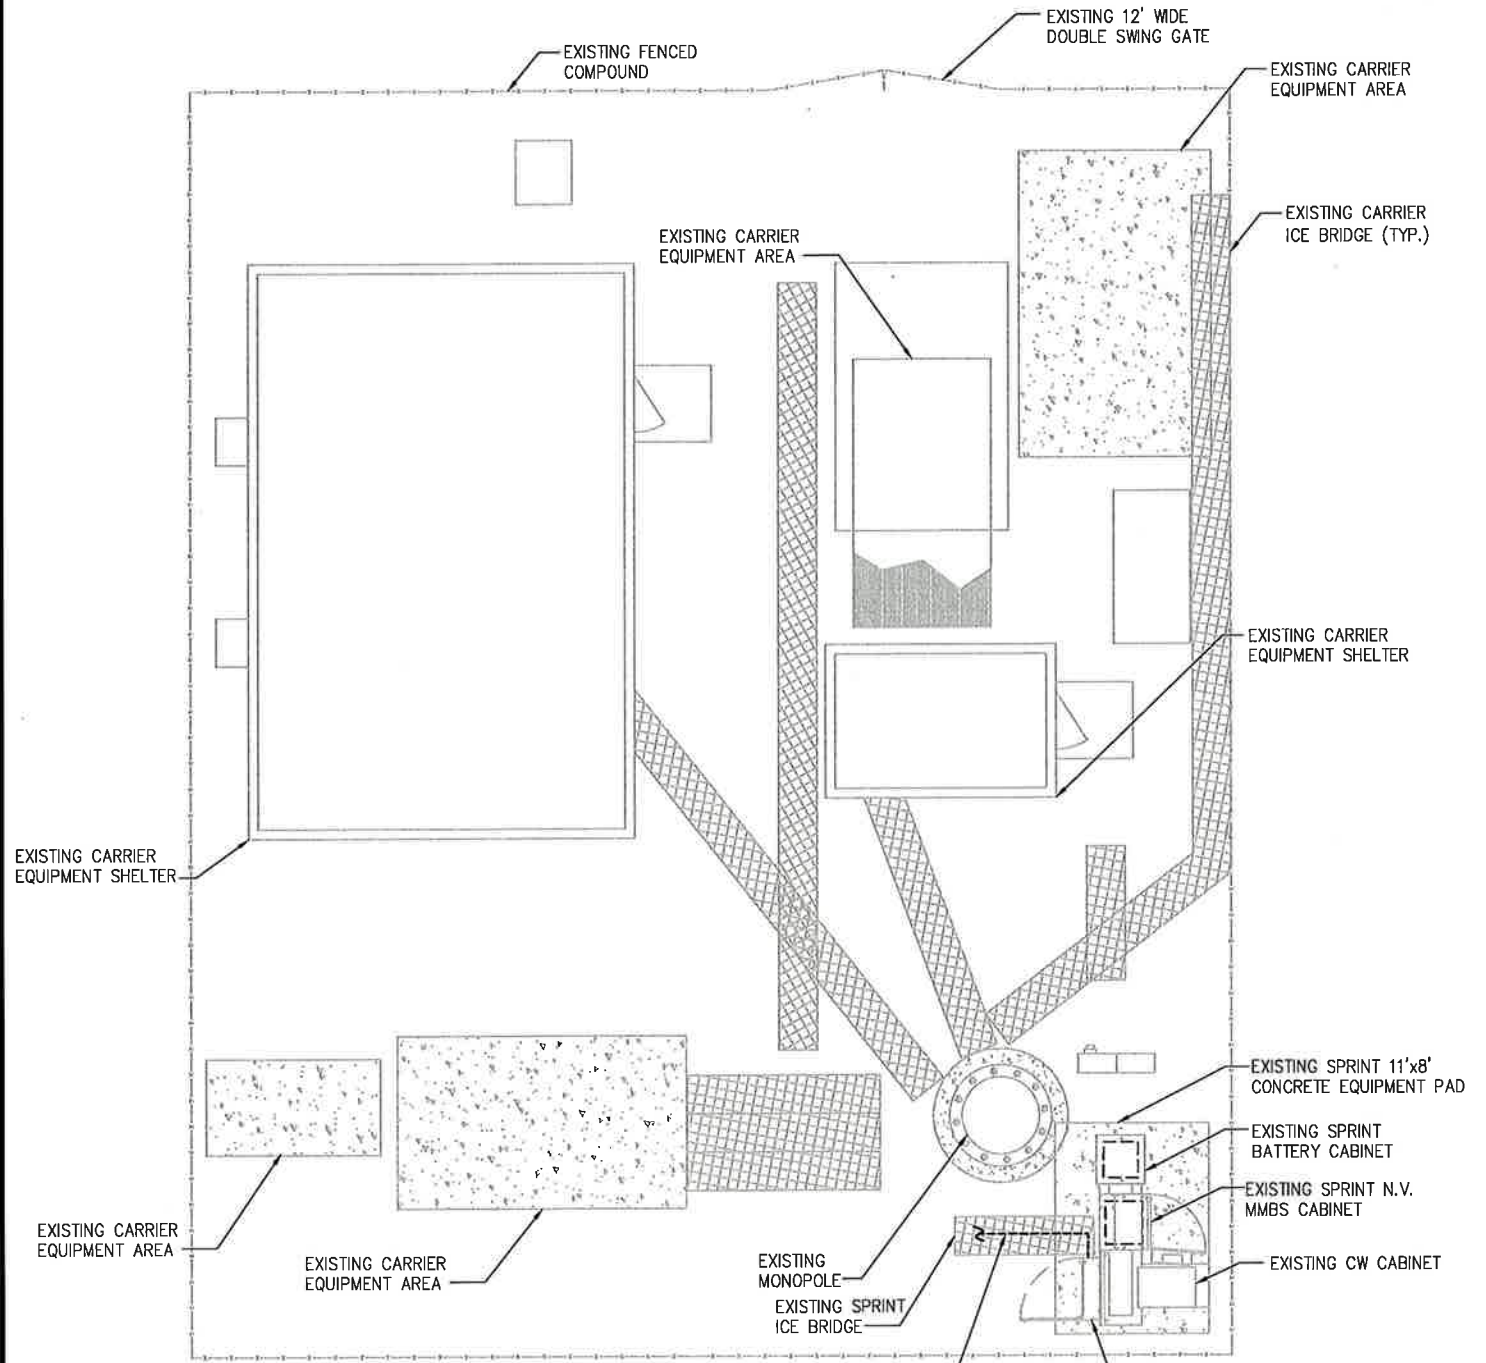 EXISTING 12' WIDE
DOUBLE SWING GATE
EXISTING FENCED
COMPOUND
EXISTING CARRIER
EQUIPMENT AREA
EXISTING CARRIER
ICE BRIDGE (TYP.)
EXISTING CARRIER
EQUIPMENT AREA
EXISTING CARRIER
EQUIPMENT SHELTER
EXISTING CARRIER
EQUIPMENT SHELTER
EXISTING SPRINT 11'x8'
CONCRETE EQUIPMENT PAD
EXISTING SPRINT
BATTERY CABINET
EXISTING SPRINT N.V.
MMBS CABINET
EXISTING CARRIER
EQUIPMENT AREA
EXISTING CARRIER
EQUIPMENT AREA
EXISTING
MONOPOLE
EXISTING CW CABINET
EXISTING SPRINT
ICE BRIDGE